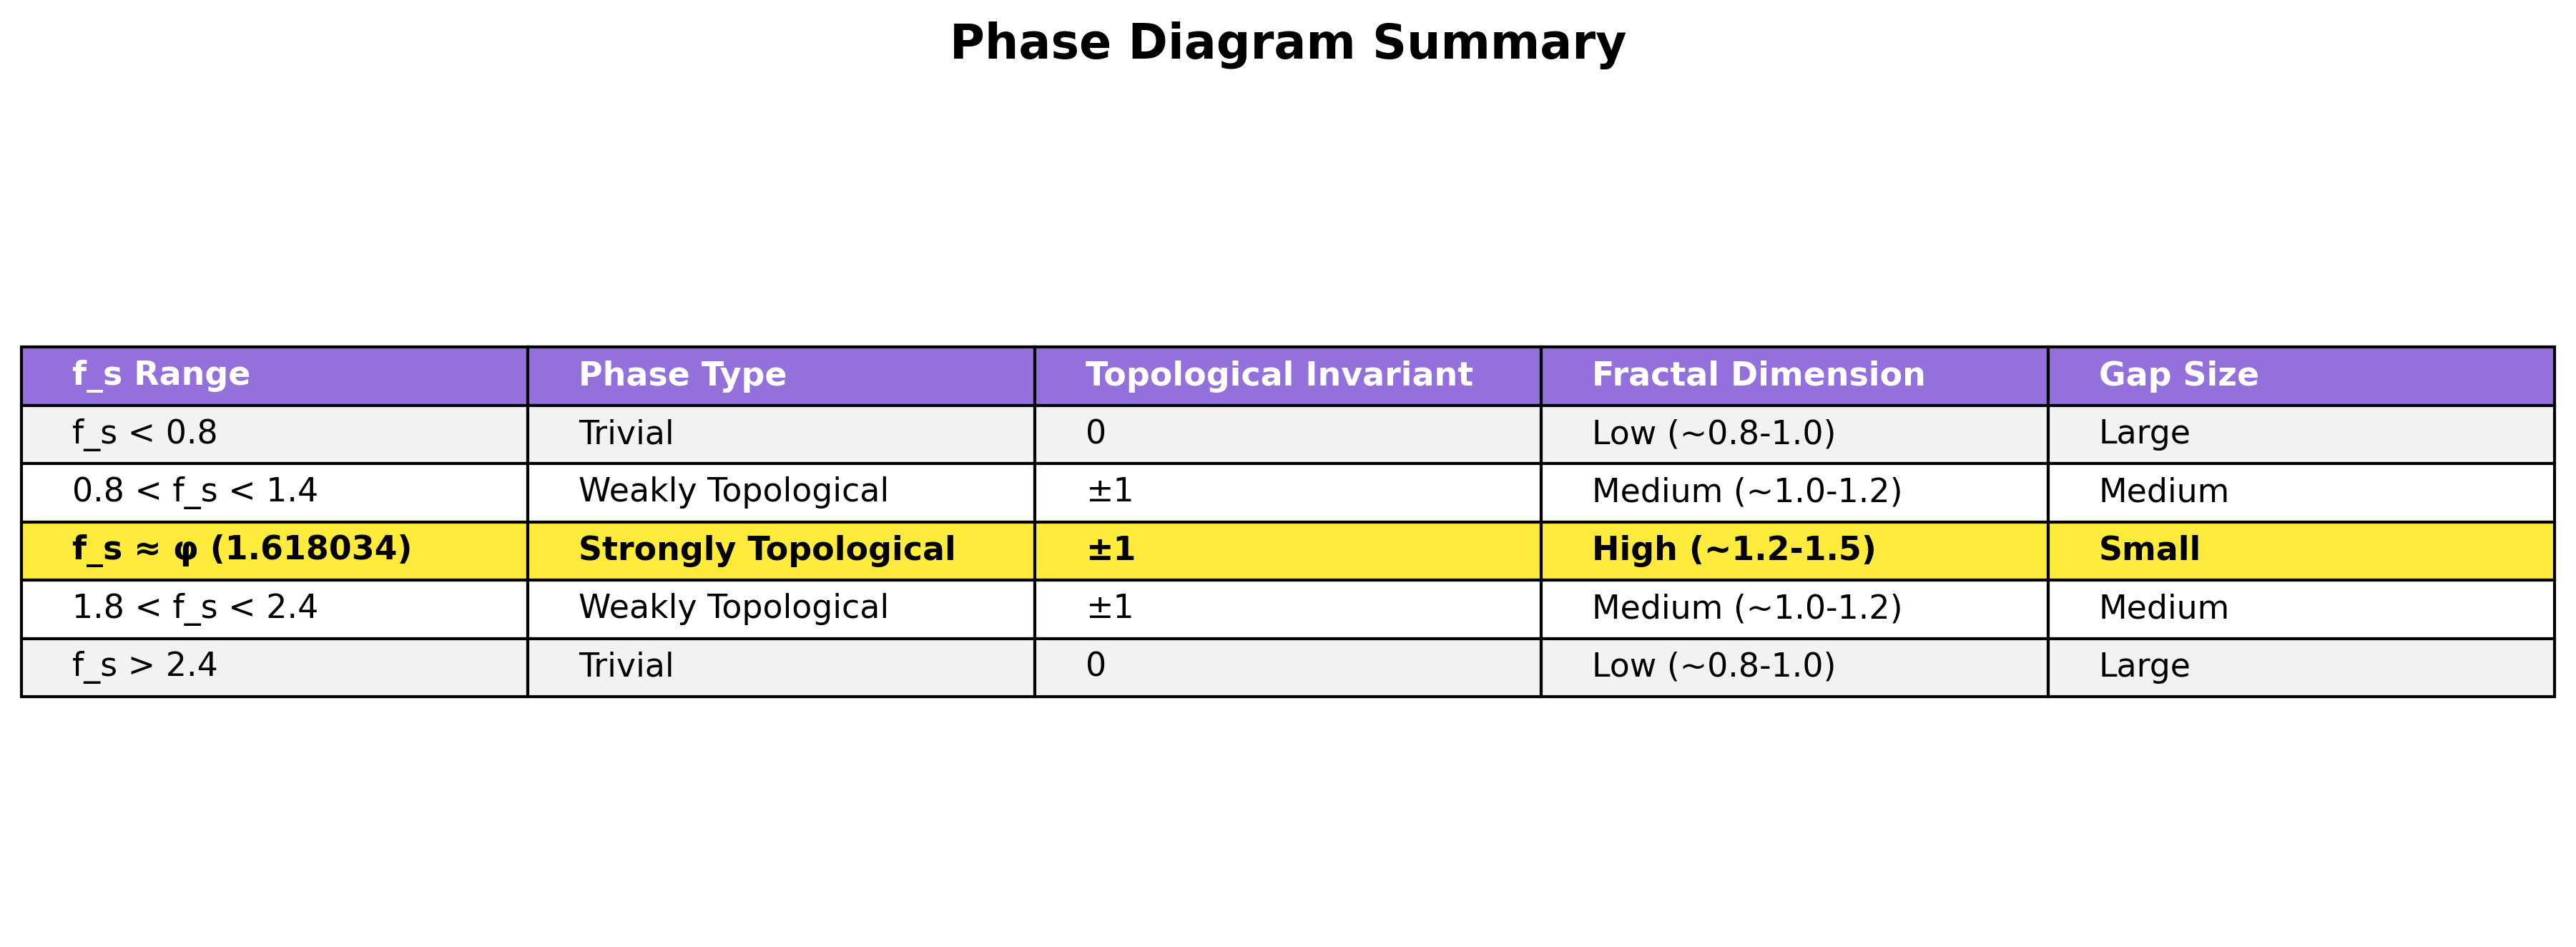 Phase Diagram Summary
f_s Range Phase Type Topological Invariant Fractal Dimension Gap Size
f_s < 0.8 Trivial 0 Low (~0.8-1.0) Large
0.8 < f_s < 1.4 Weakly Topological ±1 Medium (~1.0-1.2) Medium
f_s ≈ φ (1.618034) Strongly Topological ±1 High (~1.2-1.5) Small
1.8 < f_s < 2.4 Weakly Topological ±1 Medium (~1.0-1.2) Medium
f_s > 2.4 Trivial 0 Low (~0.8-1.0) Large